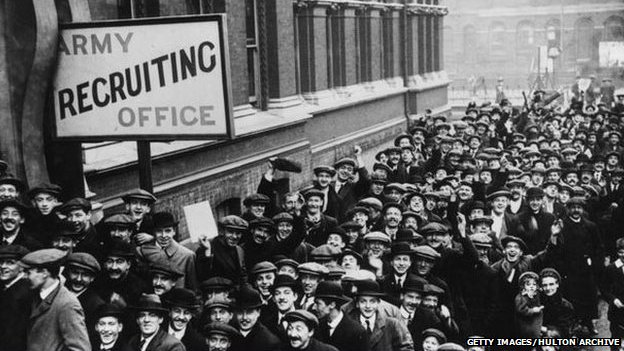 ARMY
RECRUITING
OFFICE
GETTY IMAGES/HULTON ARCHIVE